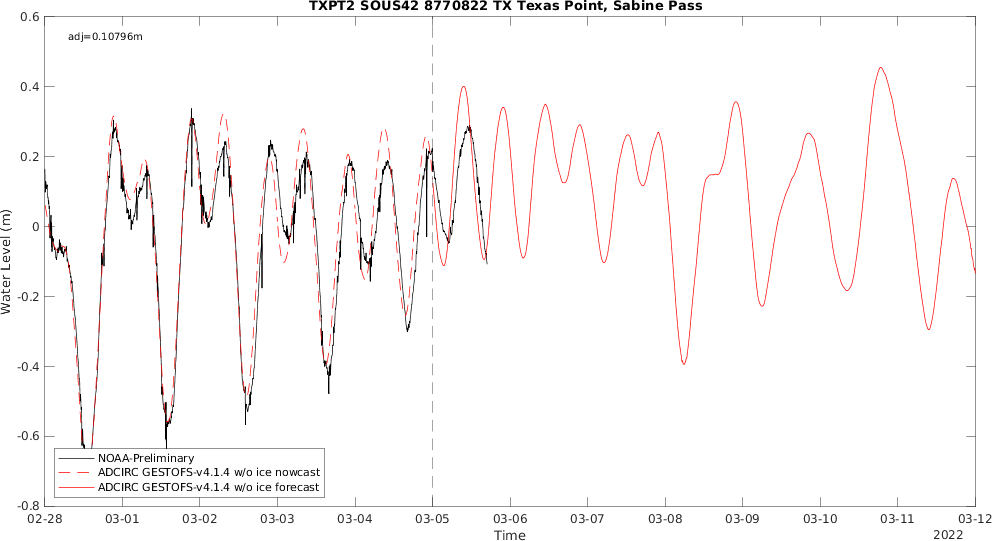 TXPT2 SOUS42 8770822 TX Texas Point, Sabine Pass
adj=0.10796m
0.6
0.4
0.2
0
-0.2
-0.4
-0.6
-0.8
Water Level (m)
NOAA-Preliminary
ADCIRC GESTOFS-v4.1.4 w/o ice nowcast
ADCIRC GESTOFS-v4.1.4 w/o ice forecast
02-28 03-01 03-02 03-03 03-04 03-05 03-06 03-07 03-08 03-09 03-10 03-11 03-12
Time
2022